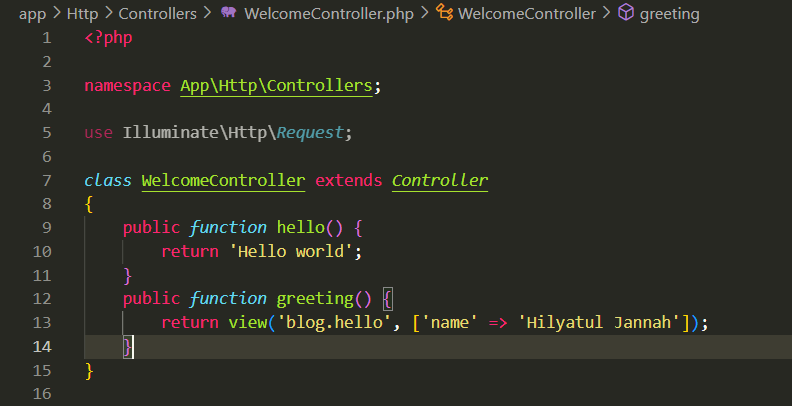 app > Http > Controllers > WelcomeController.php > WelcomeController > greeting
1 <?php
2
3 namespace App\Http\Controllers;
4
5 use Illuminate\Http\Request;
6
7 class WelcomeController extends Controller
8 {
9 public function hello() {
10 return 'Hello world';
11 }
12 public function greeting() {
13 return view('blog.hello', ['name' => 'Hilyatul Jannah']);
14 }
15 }
16